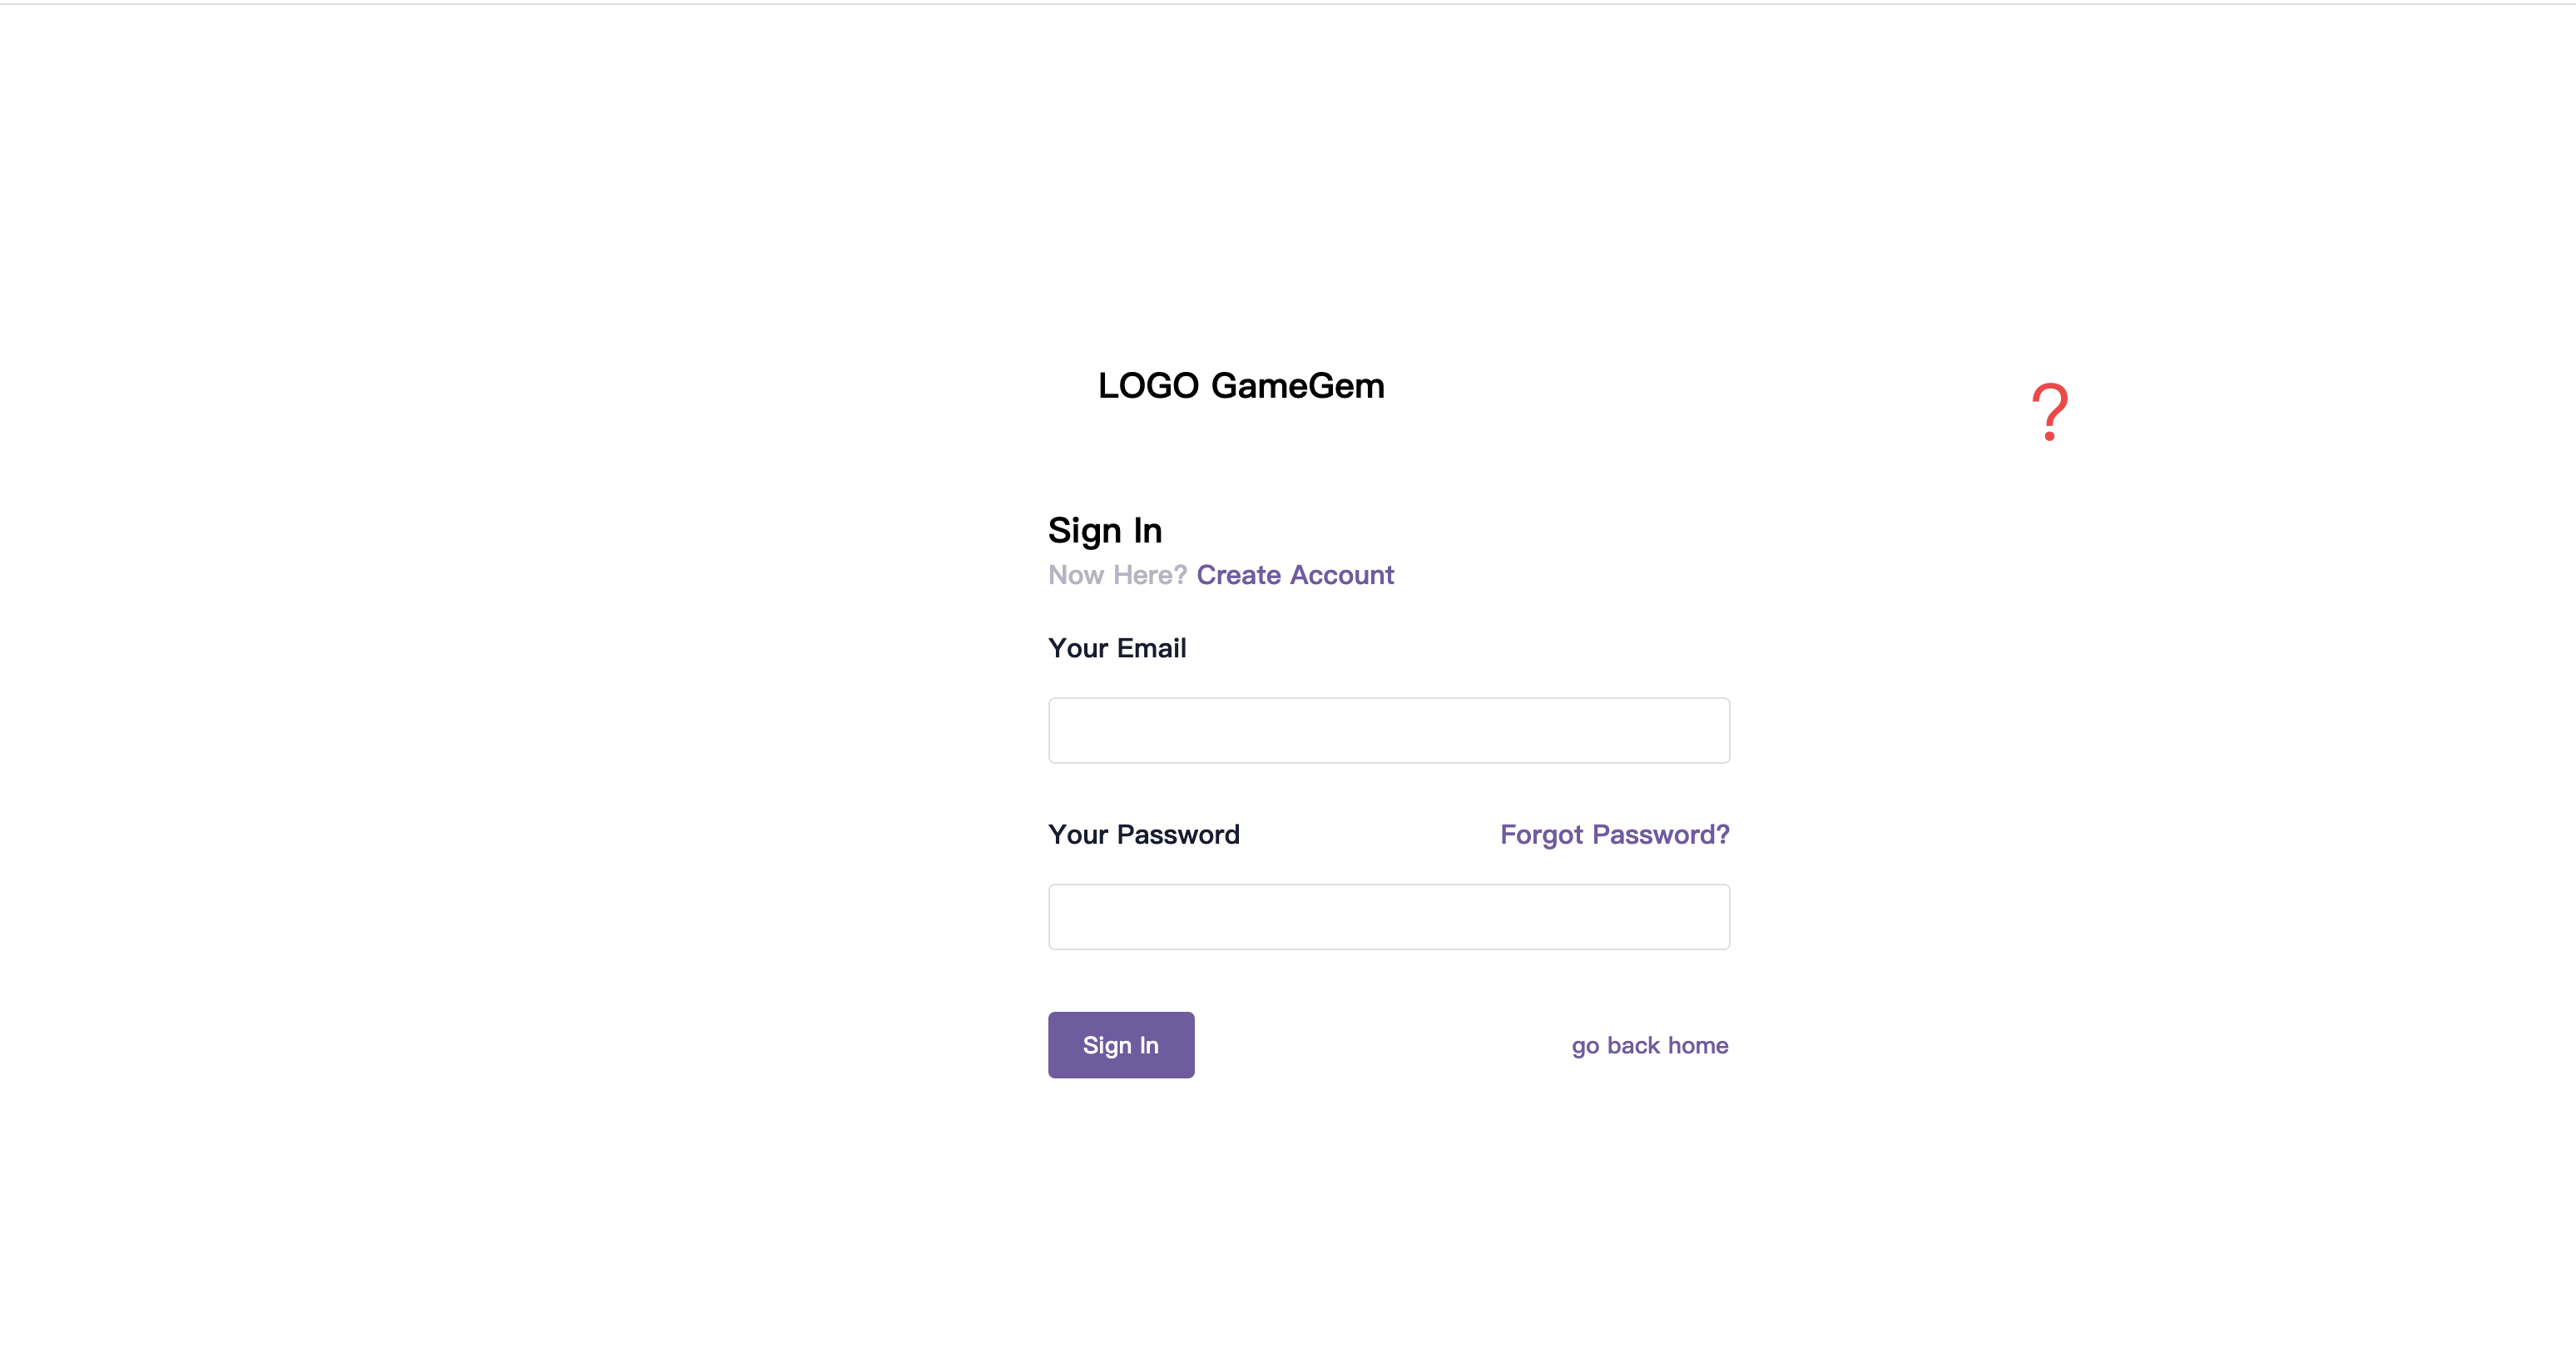 LOGO GameGem
?
Sign In
Now Here? Create Account
Your Email
Your Password Forgot Password?
Sign In go back home